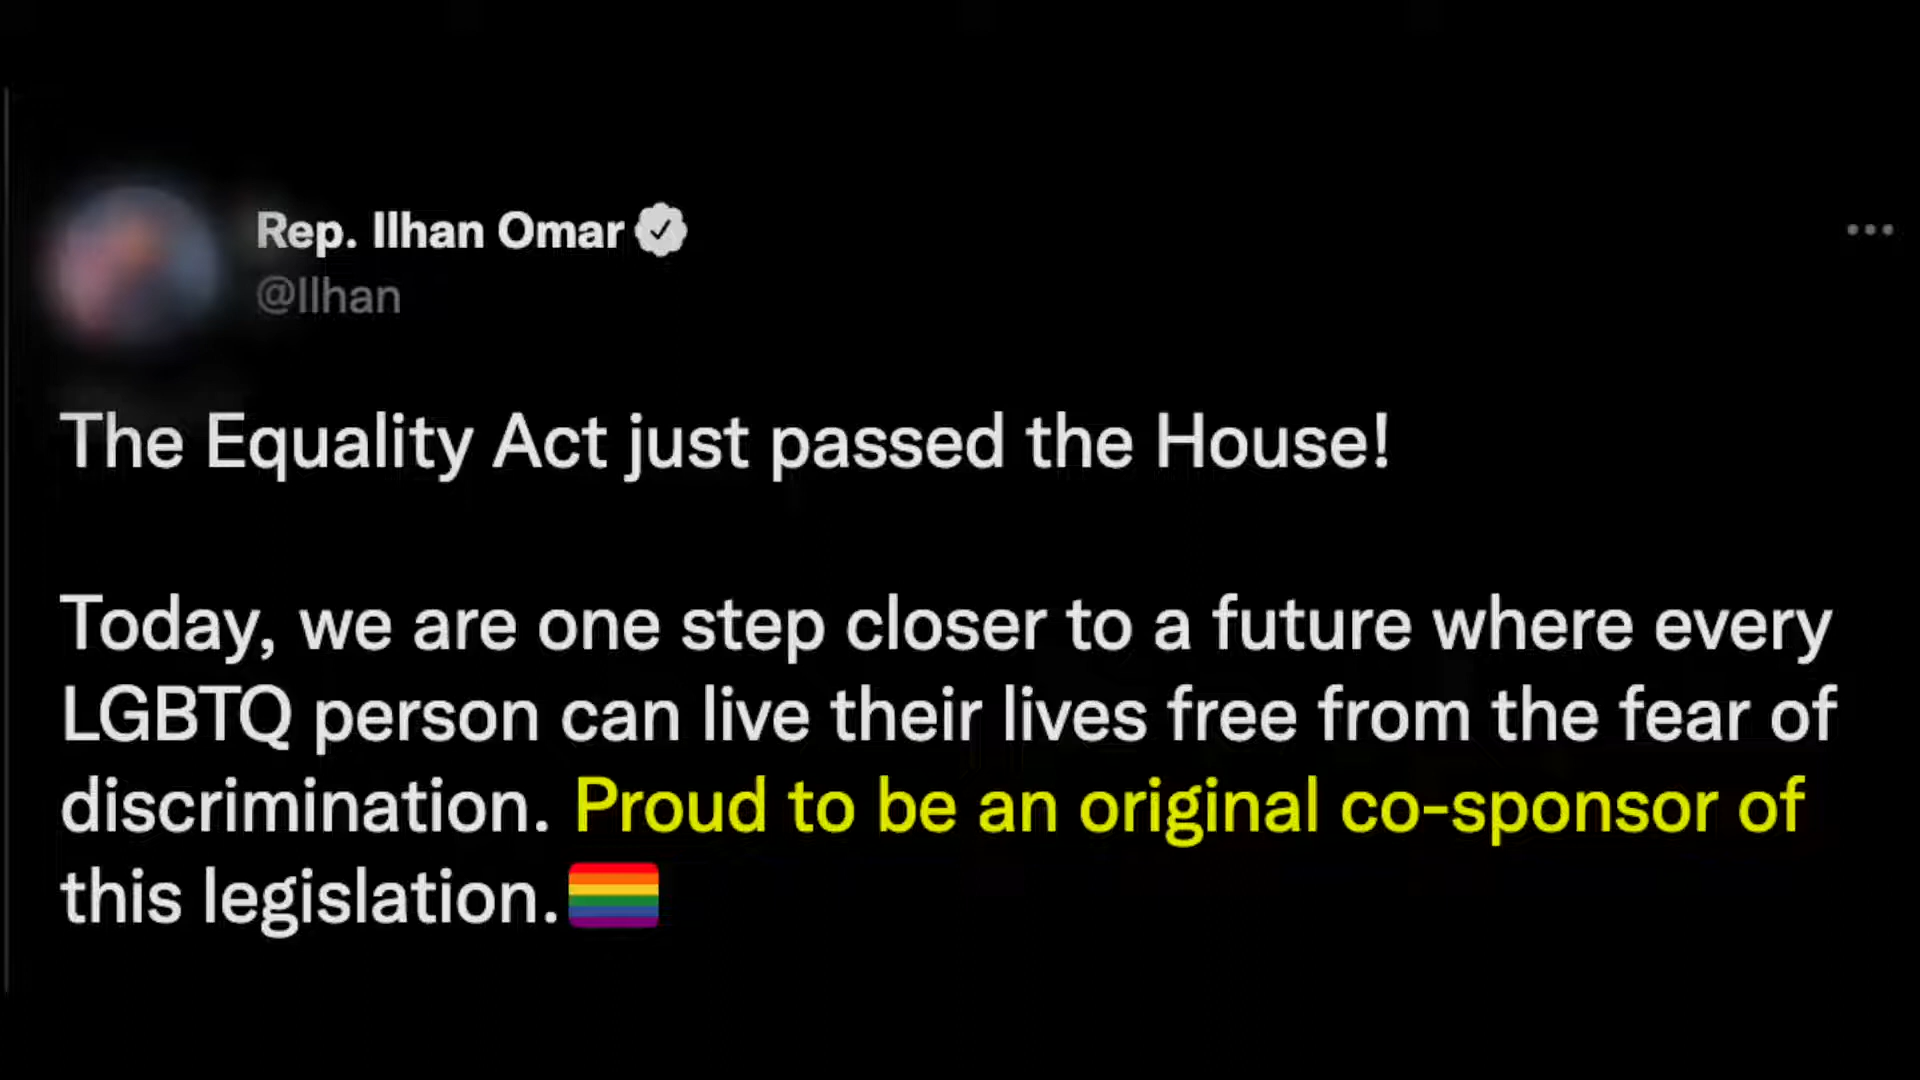 Rep. Ilhan Omar
@Ilhan
The Equality Act just passed the House!
Today, we are one step closer to a future where every
LGBTQ person can live their lives free from the fear of
discrimination. Proud to be an original co-sponsor of
this legislation.